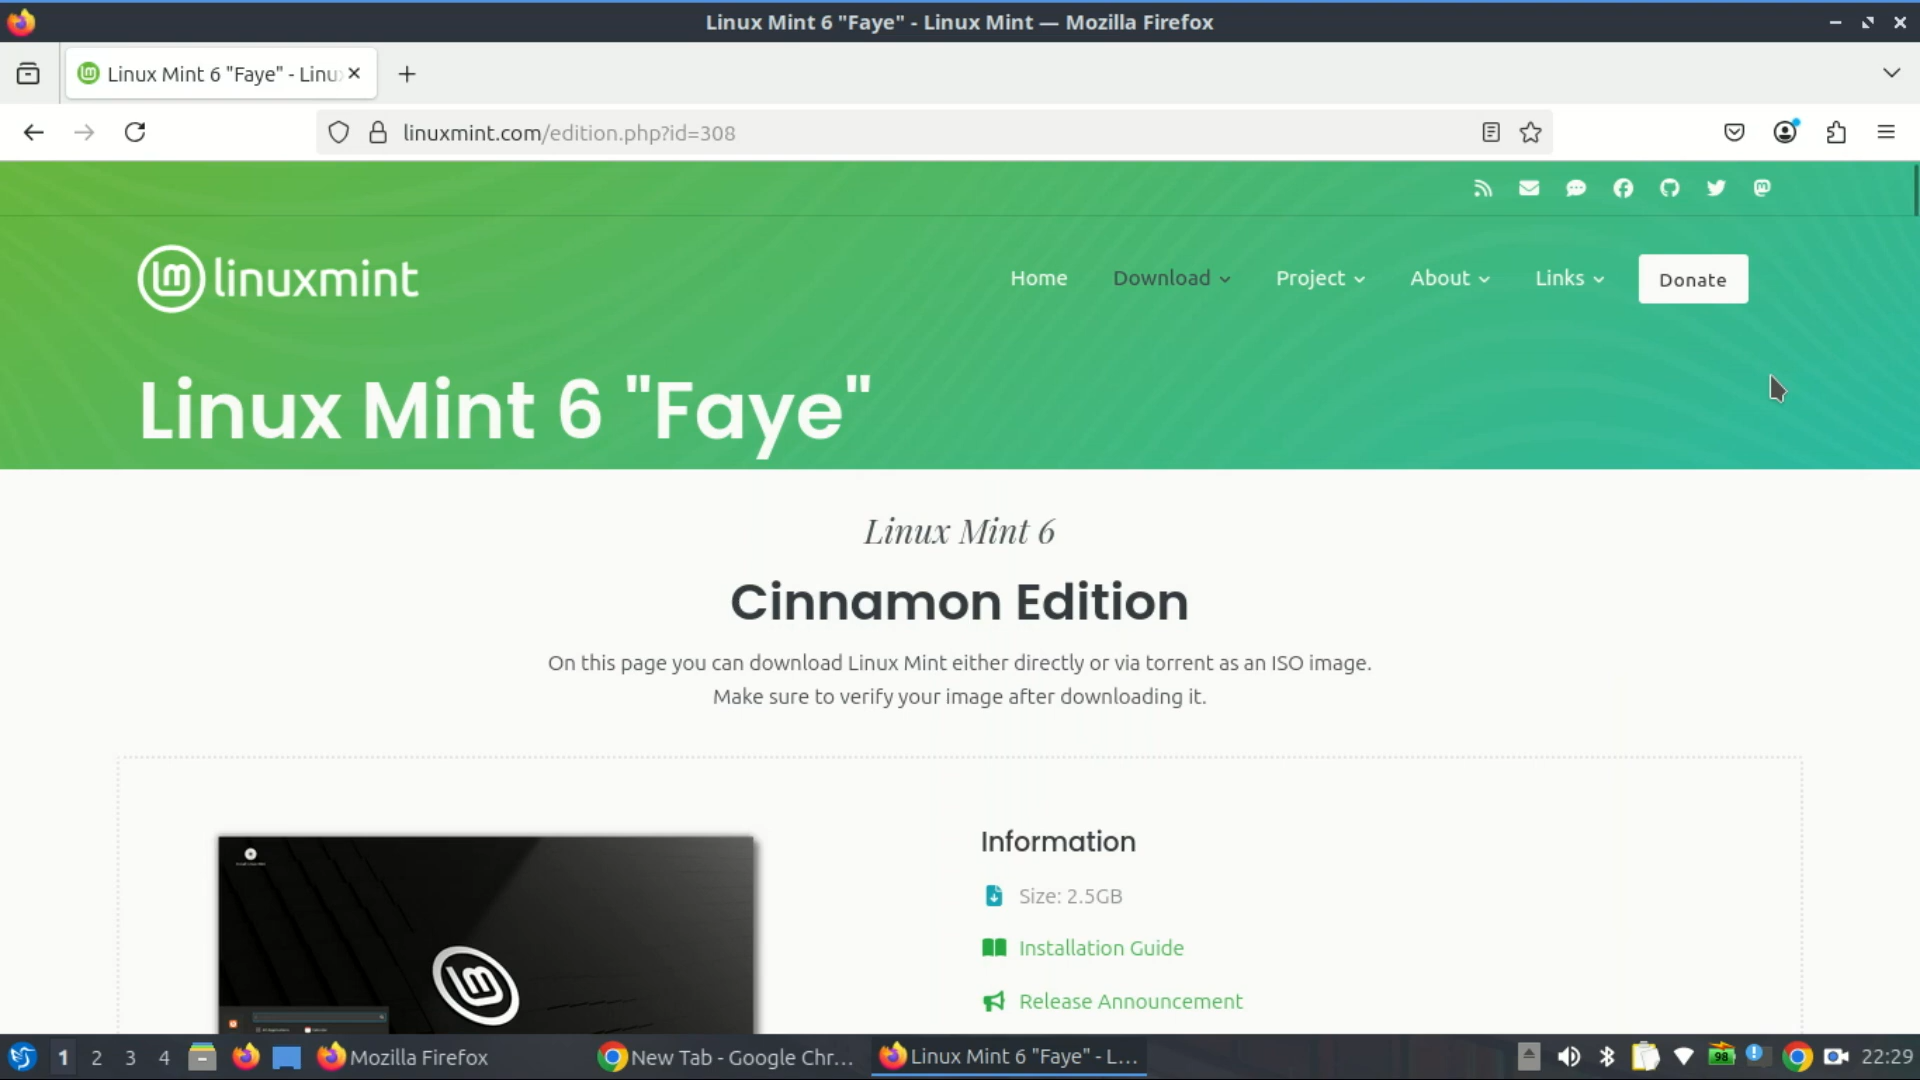 Linux Mint 6 "Faye" - Linux Mint — Mozilla Firefox
Linux Mint 6 "Faye" - Linu
linuxmint.com/edition.php?id=308
linuxmint
Home
Download
Project
About
Links
Donate
Linux Mint 6 "Faye"
Linux Mint 6
Cinnamon Edition
On this page you can download Linux Mint either directly or via torrent as an ISO image.
Make sure to verify your image after downloading it.
Information
Size: 2.5GB
Installation Guide
Release Announcement
1
2
3
4
Mozilla Firefox
New Tab - Google Chr...
Linux Mint 6 "Faye" - L...
98
22:29